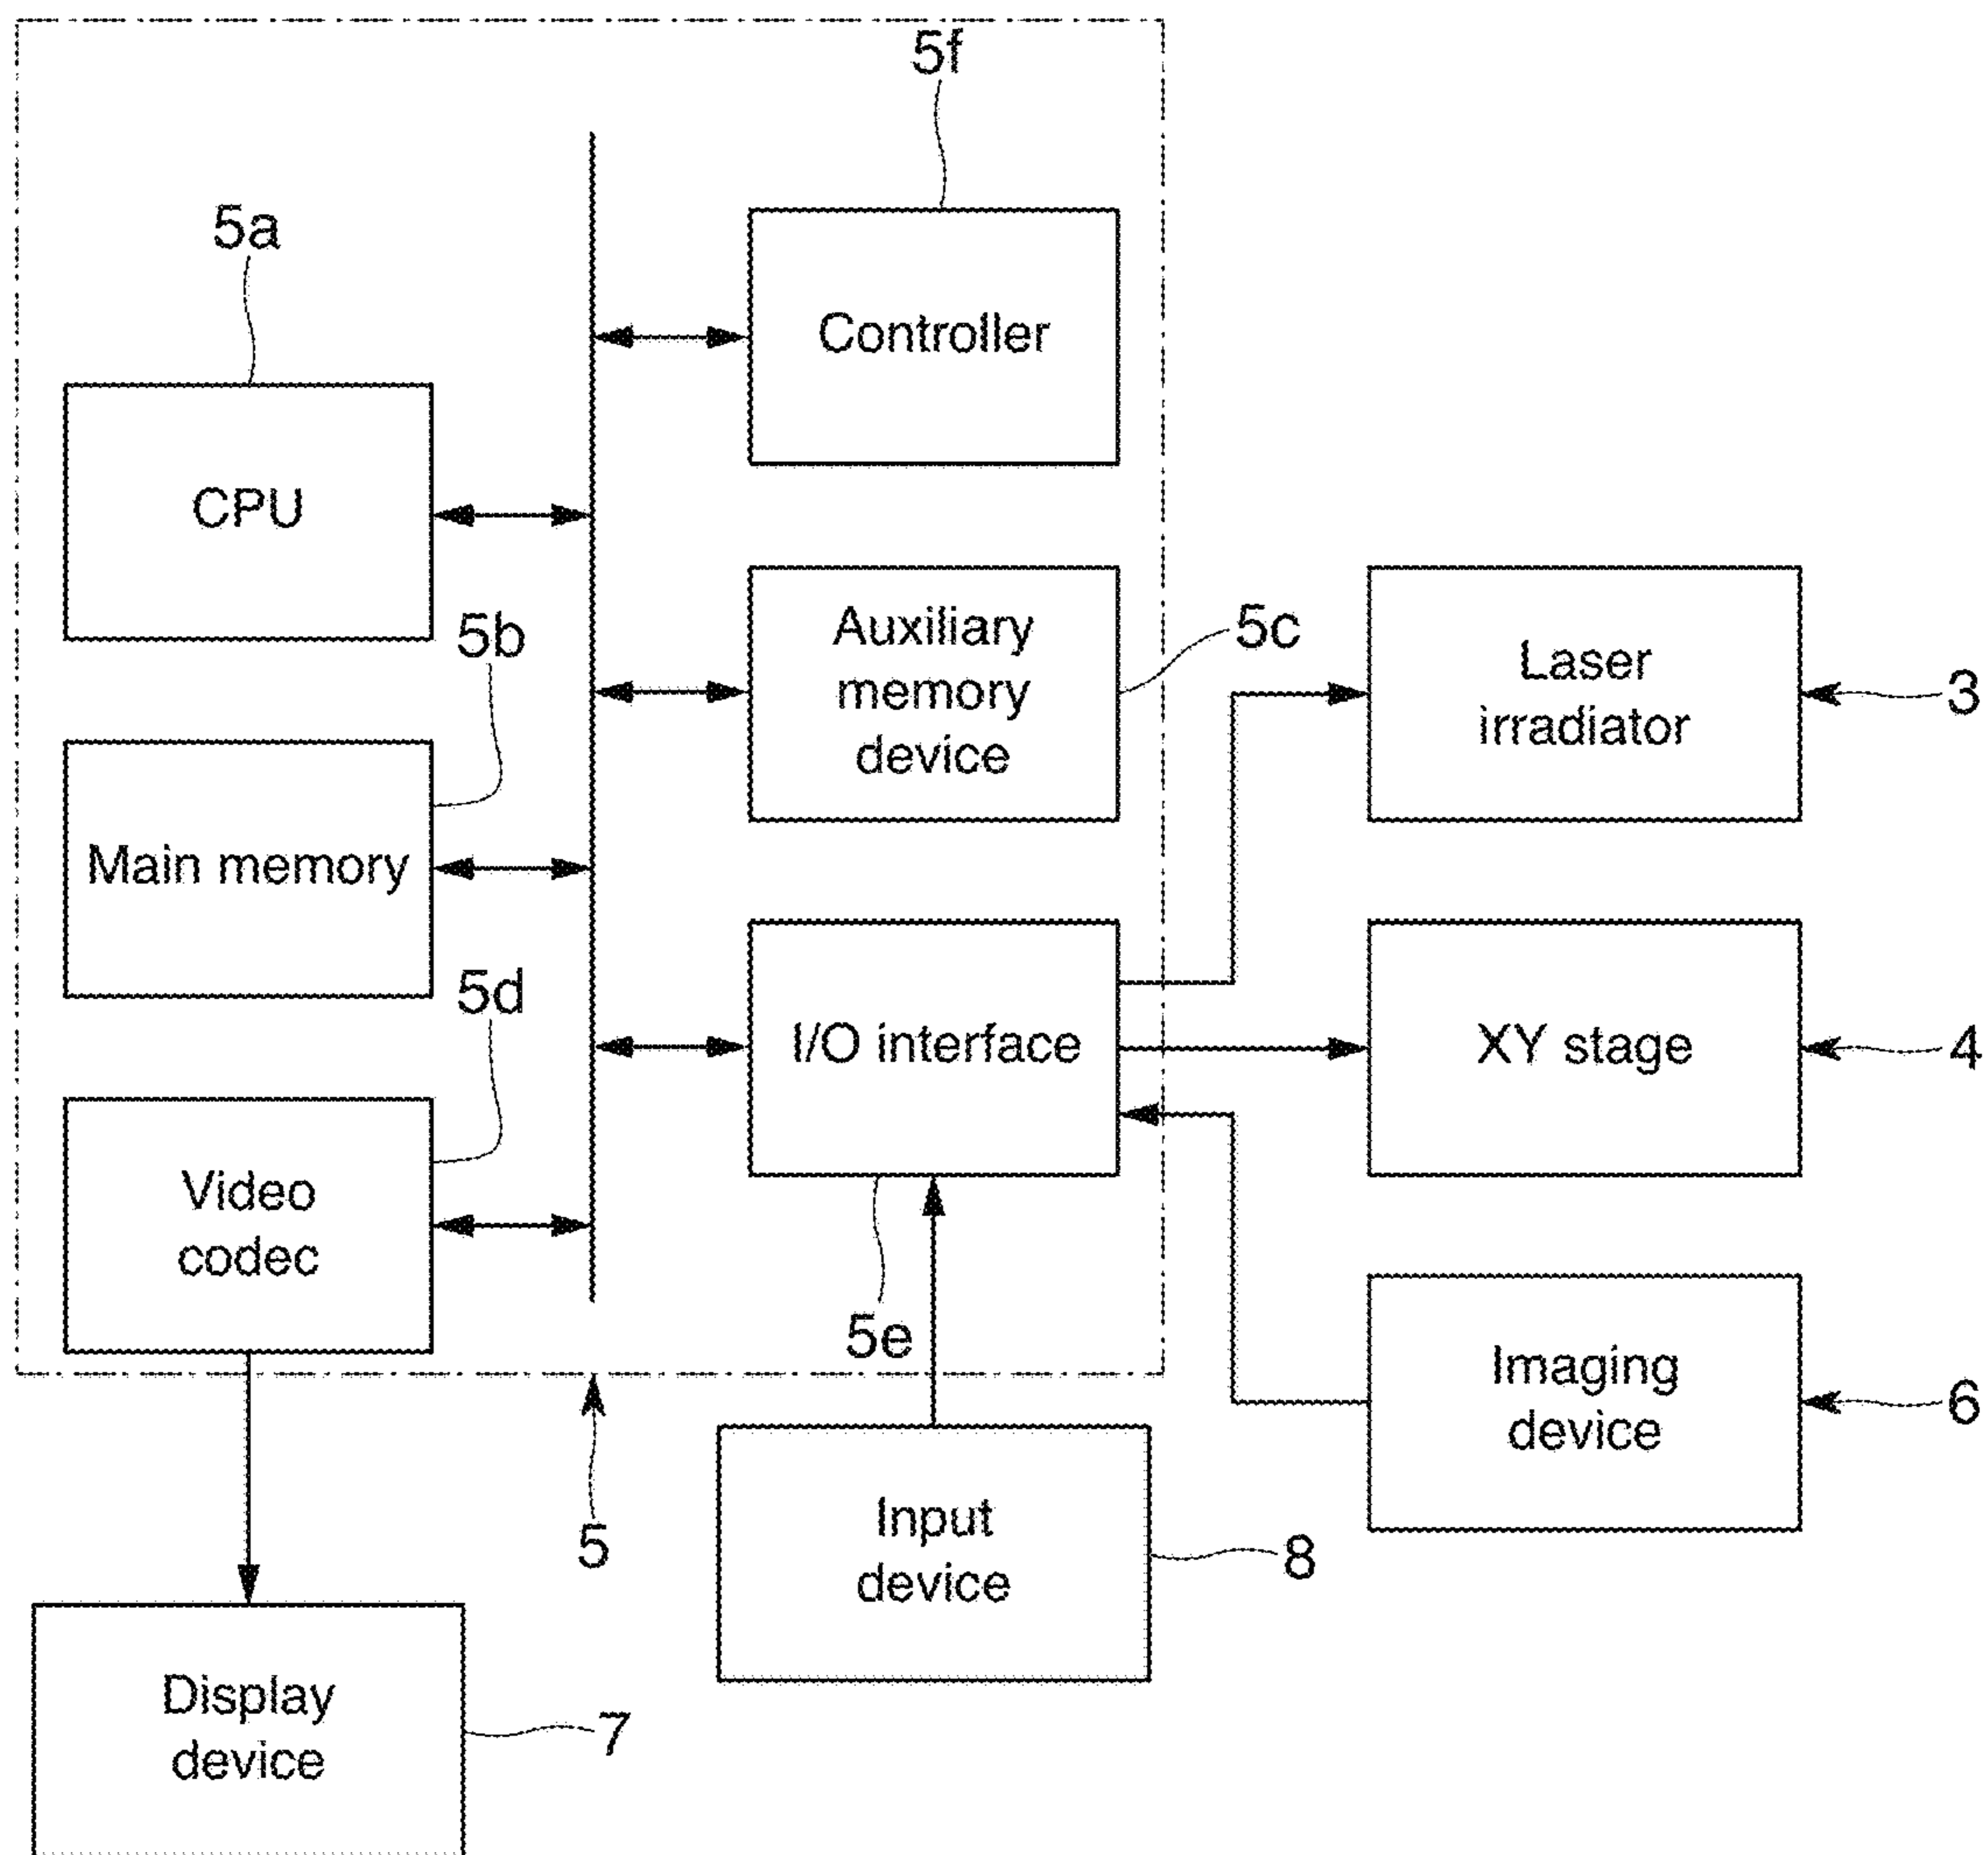 5f
5a
Controller
CPU
5b
Auxiliary
memory
device
5c
Laser
irradiator
3
Main memory
5d
I/O interface
XY stage
4
Video
codec
5e
Imaging
device
6
5
Input
device
8
Display
device
7